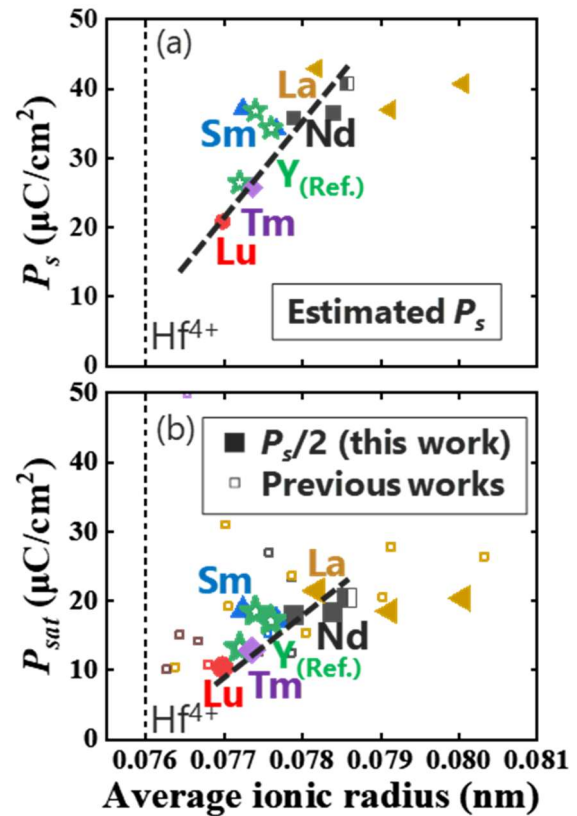 50
(a)
40
La
Sm
Nd
30
Y(Ref.)
20
Tm
Lu
10
Estimated Ps
Hf4+
0
Ps (μC/cm2)
50
(b)
Ps/2 (this work)
40
Previous works
30
La
Sm
20
Nd
Y(Ref.)
10
Lu
Tm
Hf4+
0
Psat (μC/cm2)
0.076 0.077 0.078 0.079 0.080 0.081
Average ionic radius (nm)